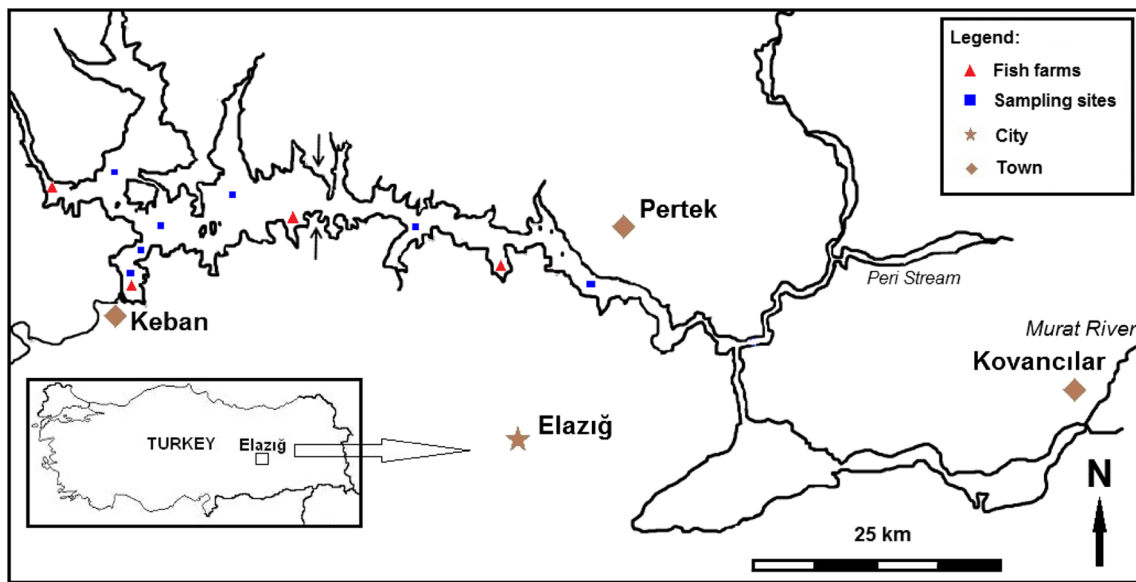 Legend:
Fish farms
Sampling sites
City
Town
Pertek
Peri Stream
Keban
Murat River
Kovancılar
Elazığ
TURKEY
Elazığ
N
25 km